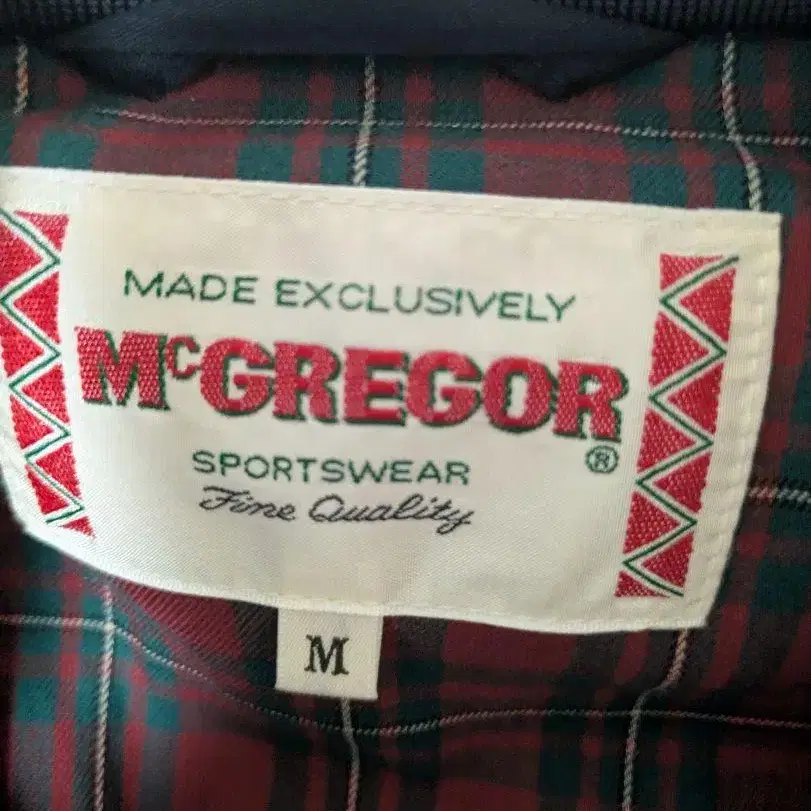 MADE EXCLUSIVELY
McGREGOR
®
SPORTSWEAR
Fine Quality
M